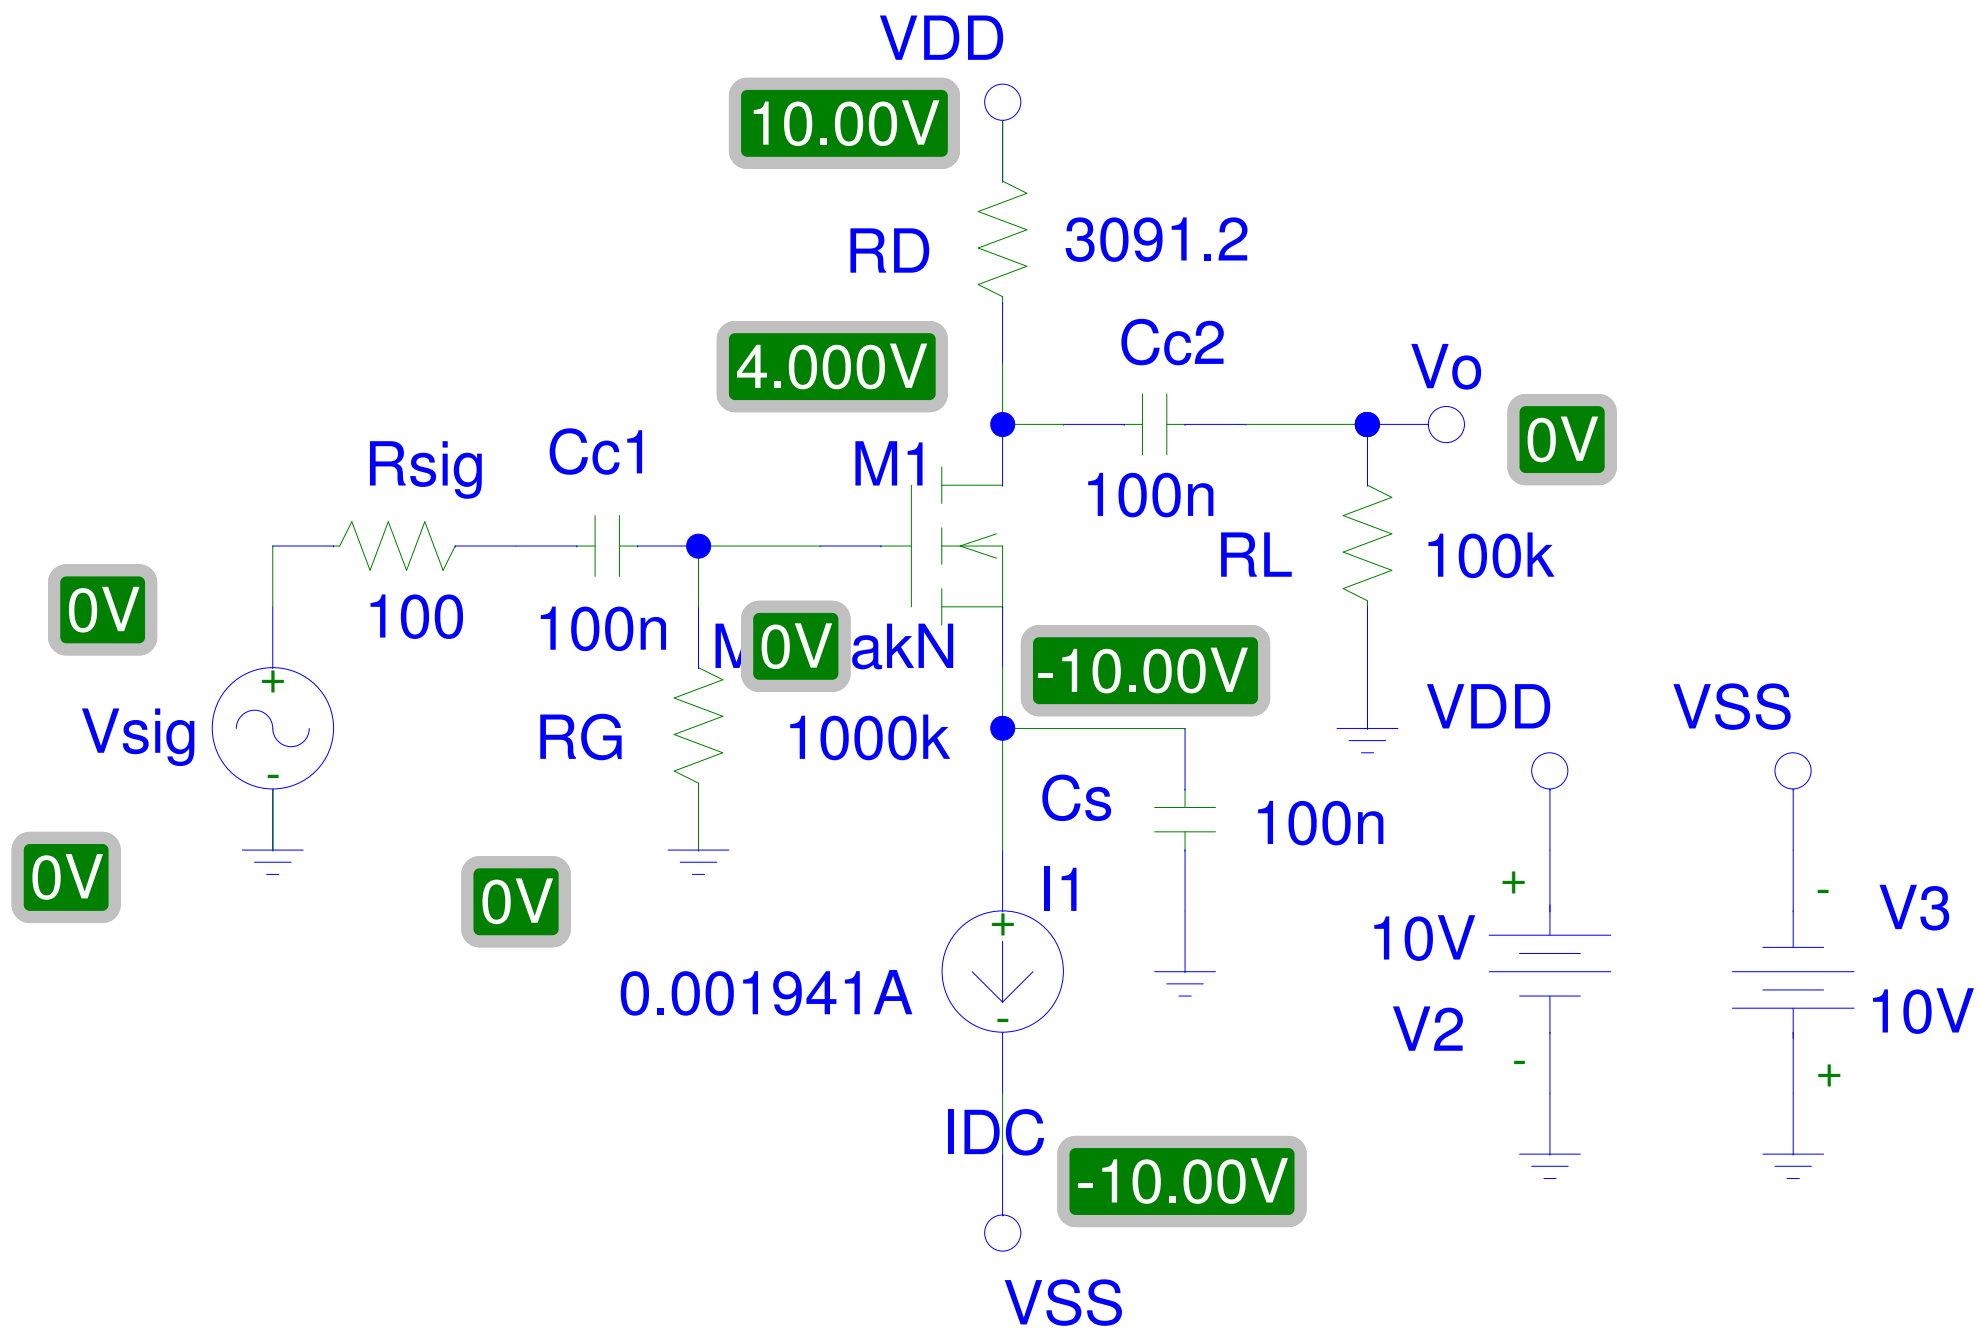 VDD
10.00V
RD
3091.2
4.000V
Cc2
Vo
0V
Rsig
Cc1
M1
100n
RL
100k
0V
100
100n
0V
akN
-10.00V
Vsig
+
-
RG
1000k
VDD
VSS
Cs
100n
0V
0V
I1
+
-
0.001941A
+
10V
V2
-
-
V3
10V
+
IDC
-10.00V
VSS